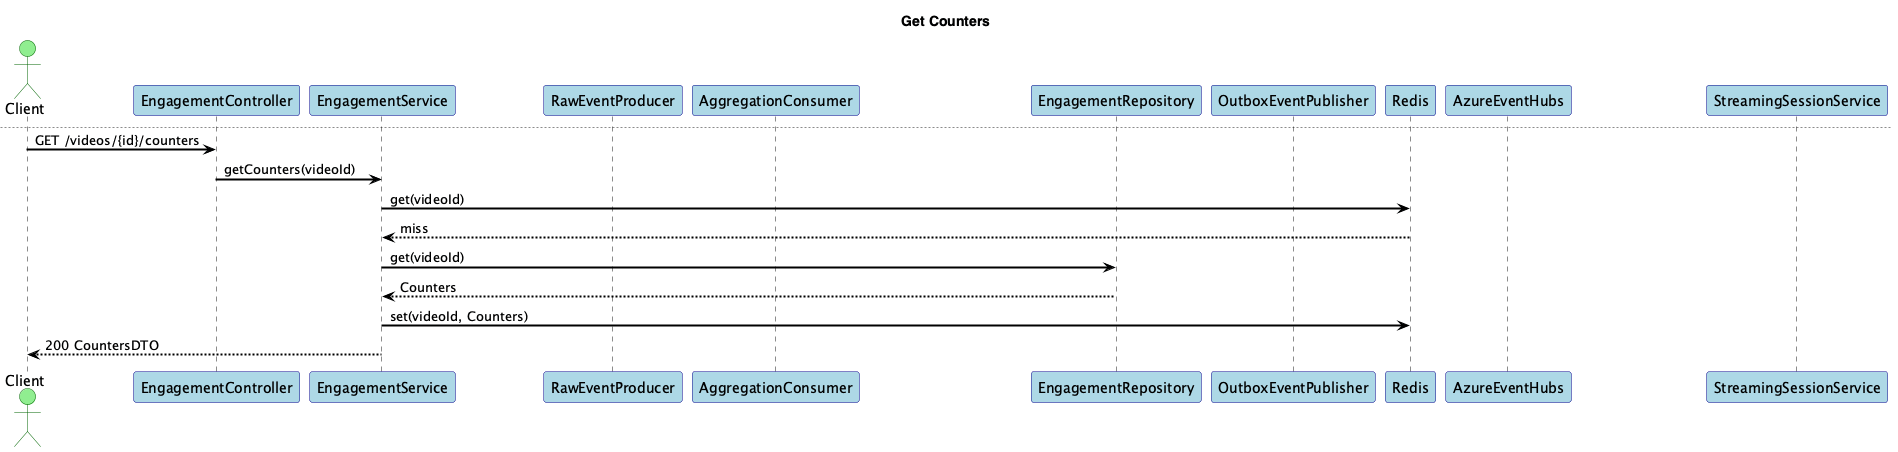 Get Counters
Client
EngagementController EngagementService RawEventProducer AggregationConsumer EngagementRepository OutboxEventPublisher Redis AzureEventHubs StreamingSessionService
GET /videos/{id}/counters
getCounters(videoId)
get(videoId)
miss
get(videoId)
Counters
set(videoId, Counters)
200 CountersDTO
Client
EngagementController EngagementService RawEventProducer AggregationConsumer EngagementRepository OutboxEventPublisher Redis AzureEventHubs StreamingSessionService